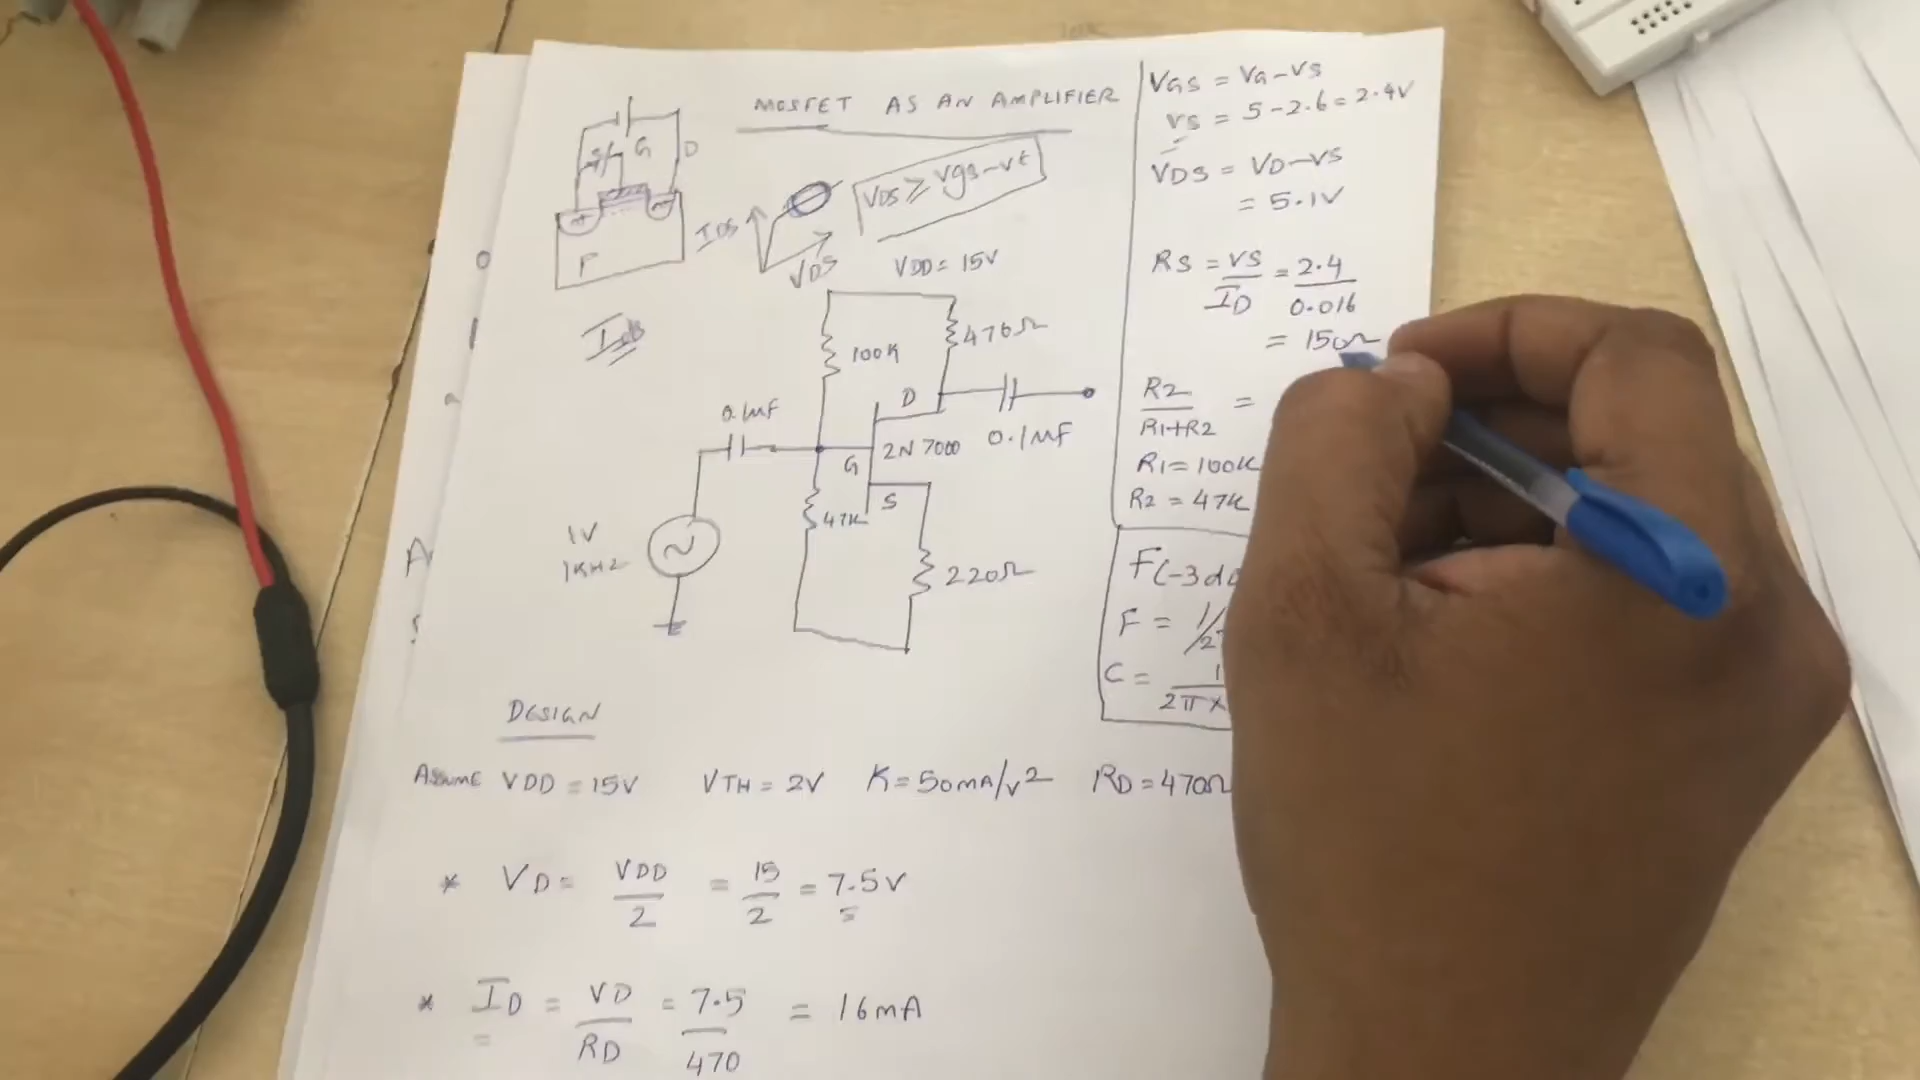 MOSFET AS AN AMPLIFIER
G
D
P
IDS
VDS
VDS ≥ Vgs-Vt
Ids
VDD = 15V
100K
470Ω
D
0.1MF
0.1MF
2N 7000
G
S
47K
1V
1KHZ
220Ω
VGS = VG-VS
VS = 5-2.6 = 2.4V
VDS = VD-VS
= 5.1V
RS = VS/ID = 2.4/0.016
= 150Ω
R2/R1+R2 =
R1 = 100K
R2 = 47K
F(-3d
F = 1/2
C = 1/2π×
DESIGN
ASSUME VDD = 15V VTH = 2V K = 50mA/V2 RD = 470Ω
* VD = VDD/2 = 15/2 = 7.5V
* ID = VD/RD = 7.5/470 = 16mA